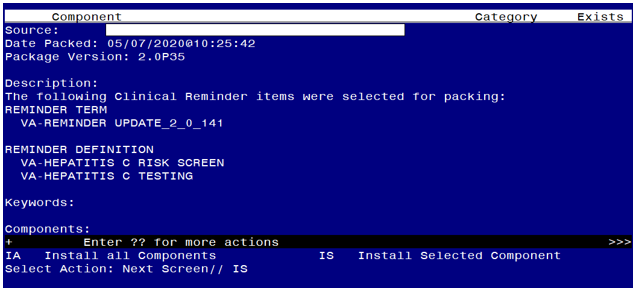 Component Category Exists
Source:
Date Packed: 05/07/2020@10:25:42
Package Version: 2.0P35
Description:
The following Clinical Reminder items were selected for packing:
REMINDER TERM
VA-REMINDER UPDATE_2_0_141
REMINDER DEFINITION
VA-HEPATITIS C RISK SCREEN
VA-HEPATITIS C TESTING
Keywords:
Components:
+ Enter ?? for more actions >>>
IA Install all Components IS Install Selected Component
Select Action: Next Screen// IS